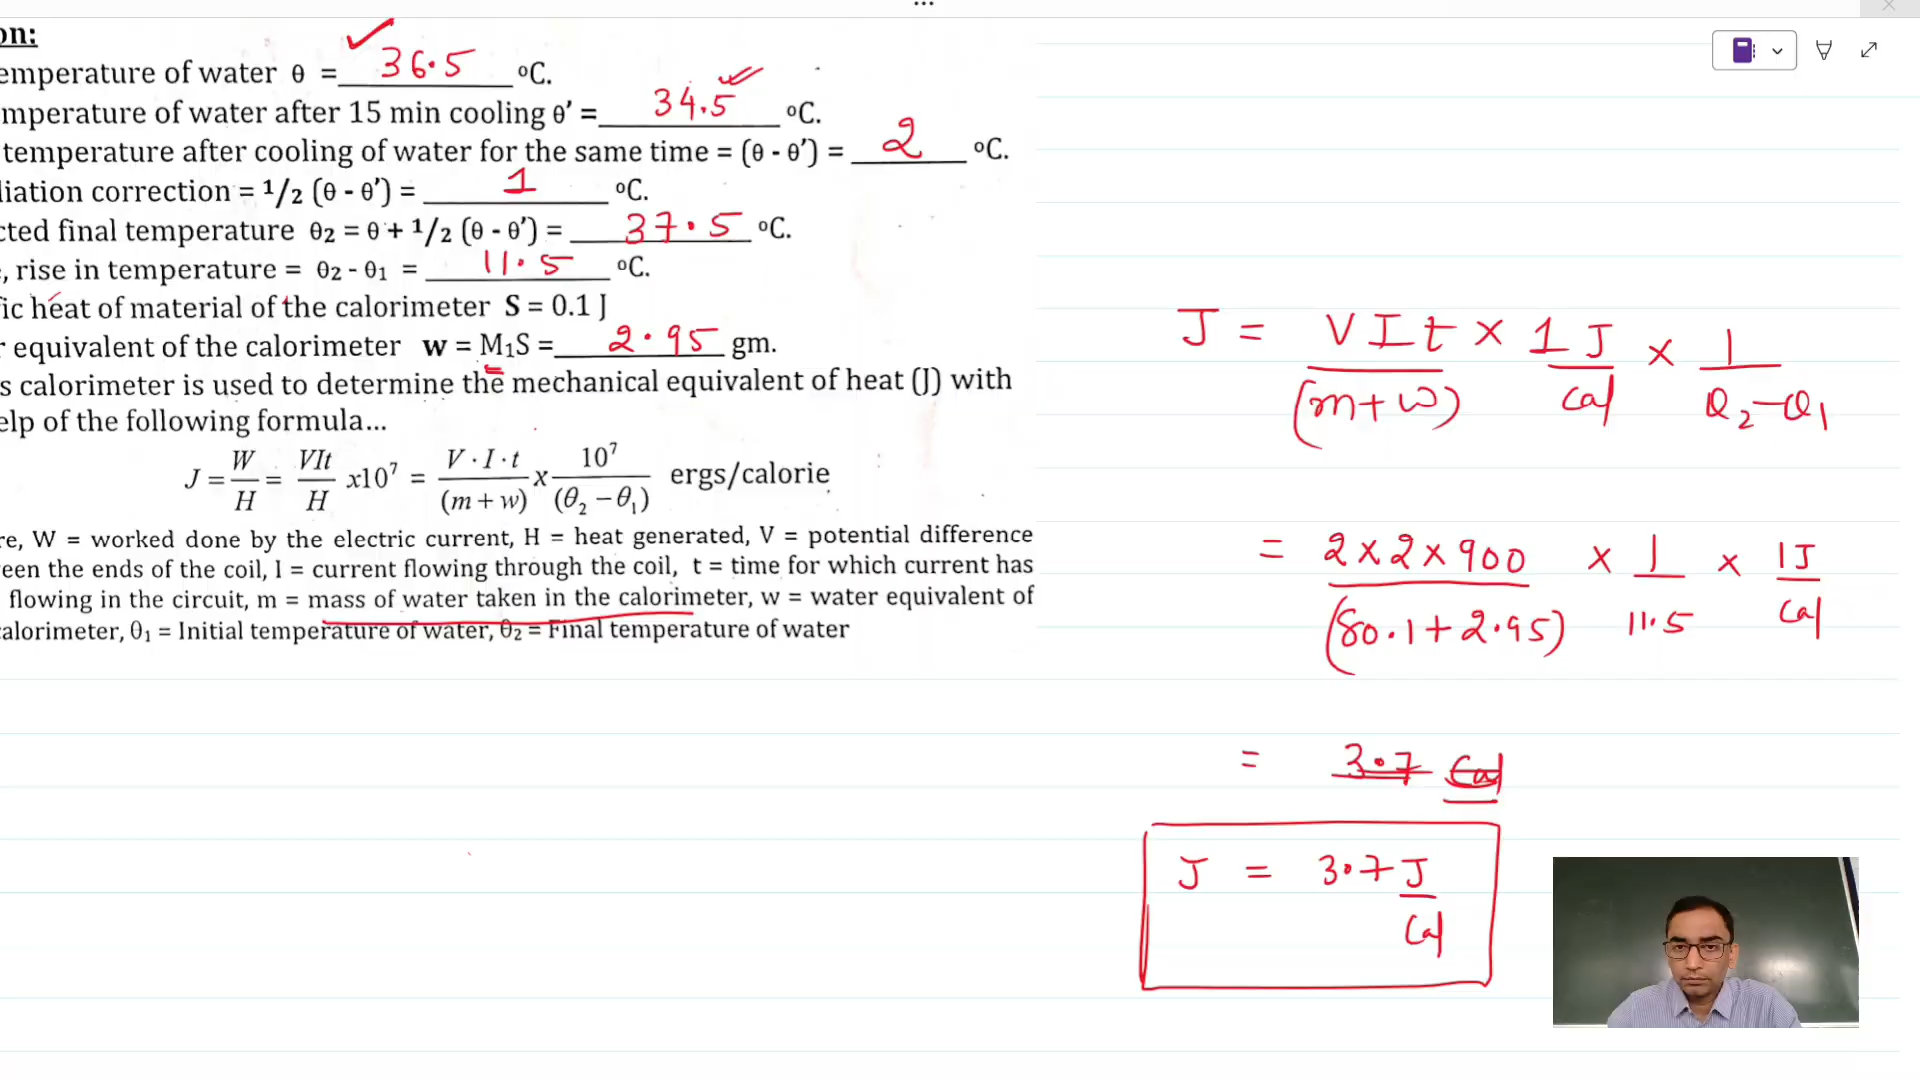 on:
emperature of water θ = 36.5 °C.
mperature of water after 15 min cooling θ’ = 34.5 °C.
temperature after cooling of water for the same time = (θ - θ’) = 2 °C.
liation correction = 1/2 (θ - θ’) = 1 °C.
cted final temperature θ2 = θ + 1/2 (θ - θ’) = 37.5 °C.
, rise in temperature = θ2 - θ1 = 11.5 °C.
ic heat of material of the calorimeter S = 0.1 J
r equivalent of the calorimeter w = M1S = 2.95 gm.
s calorimeter is used to determine the mechanical equivalent of heat (J) with
elp of the following formula...
J = W/H = VIt/H x10^7 = V·I·t/(m+w) x 10^7/(θ2 −θ1) ergs/calorie
re, W = worked done by the electric current, H = heat generated, V = potential difference
een the ends of the coil, I = current flowing through the coil, t = time for which current has
flowing in the circuit, m = mass of water taken in the calorimeter, w = water equivalent of
alorimeter, θ1 = Initial temperature of water, θ2 = Final temperature of water
J = VIt/(m+w) × 1J/Cal × 1/θ2-θ1
= 2×2×900/(80.1+2.95) × 1/11.5 × 1J/Cal
= 3.7 Cal
J = 3.7 J/Cal